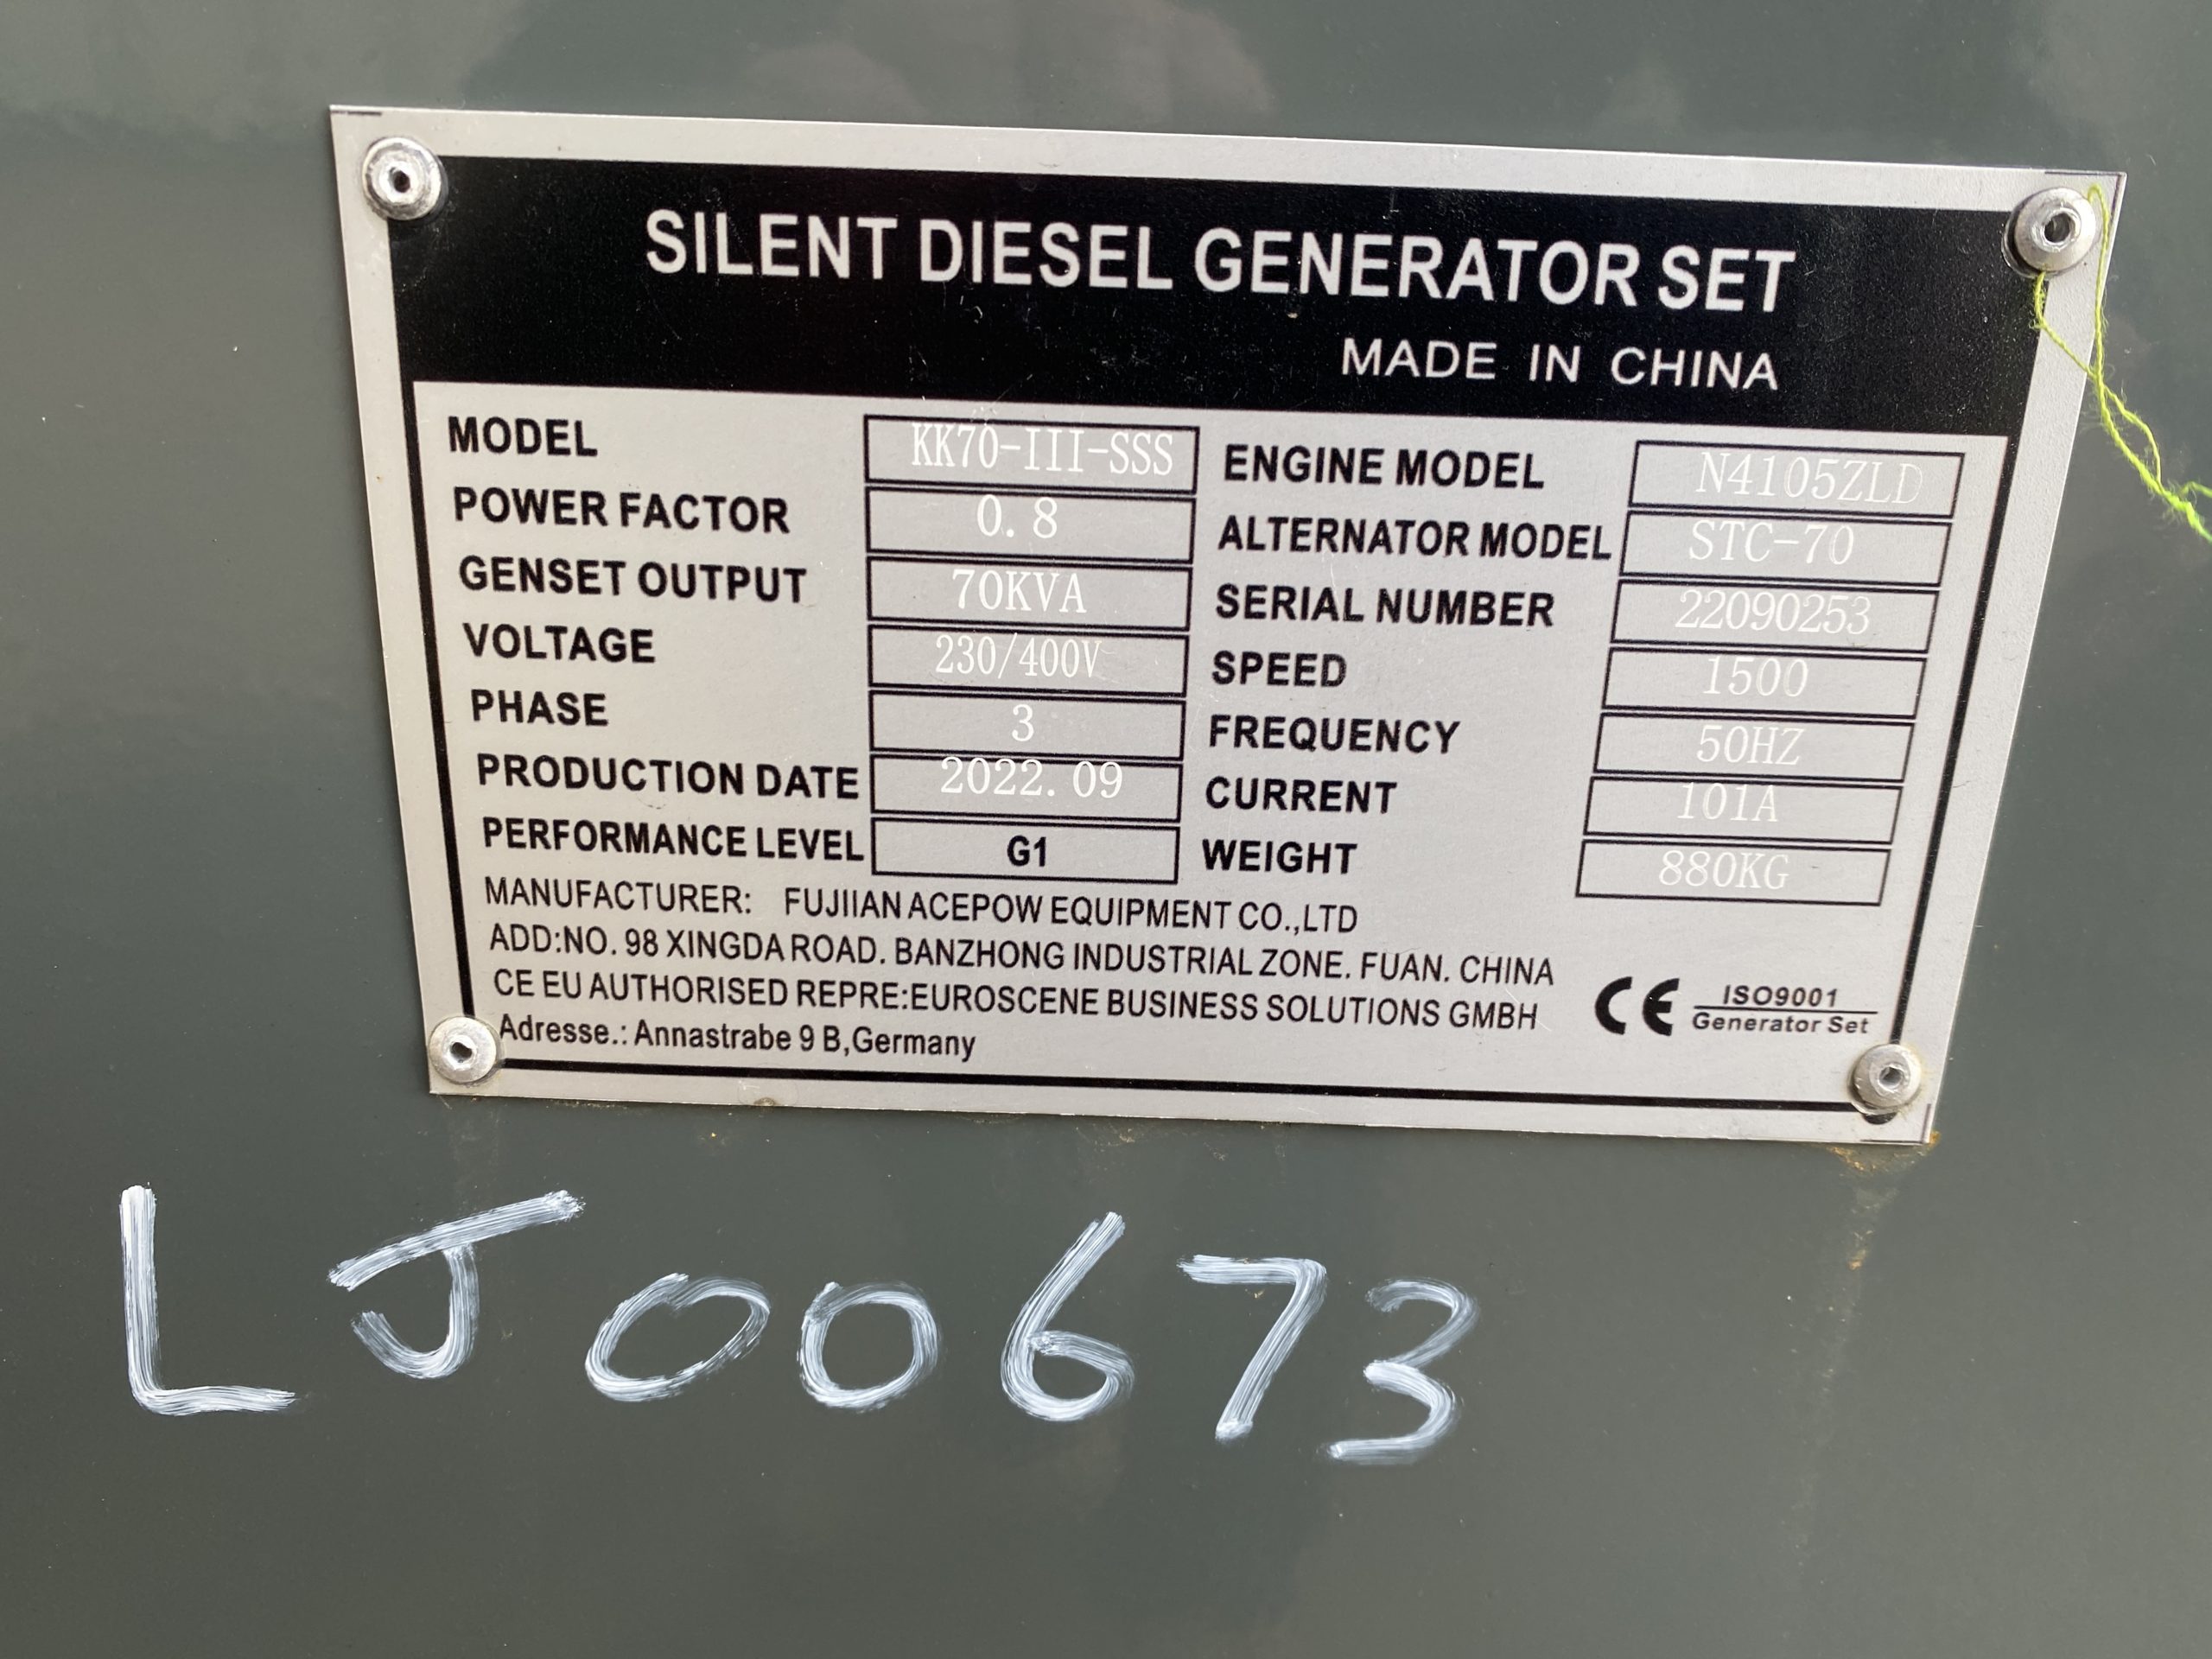 SILENT DIESEL GENERATOR SET
MADE IN CHINA
MODEL KK70-III-SSS ENGINE MODEL N4105ZLD
POWER FACTOR 0.8 ALTERNATOR MODEL STC-70
GENSET OUTPUT 70KVA SERIAL NUMBER 22090253
VOLTAGE 230/400V SPEED 1500
PHASE 3 FREQUENCY 50HZ
PRODUCTION DATE 2022.09 CURRENT 101A
PERFORMANCE LEVEL G1 WEIGHT 880KG
MANUFACTURER: FUJIIAN ACEPOW EQUIPMENT CO.,LTD
ADD:NO. 98 XINGDA ROAD. BANZHONG INDUSTRIAL ZONE. FUAN. CHINA
CE EU AUTHORISED REPRE:EUROSCENE BUSINESS SOLUTIONS GMBH
Adresse.: Annastrabe 9 B,Germany
CE ISO9001
Generator Set
LJ00673